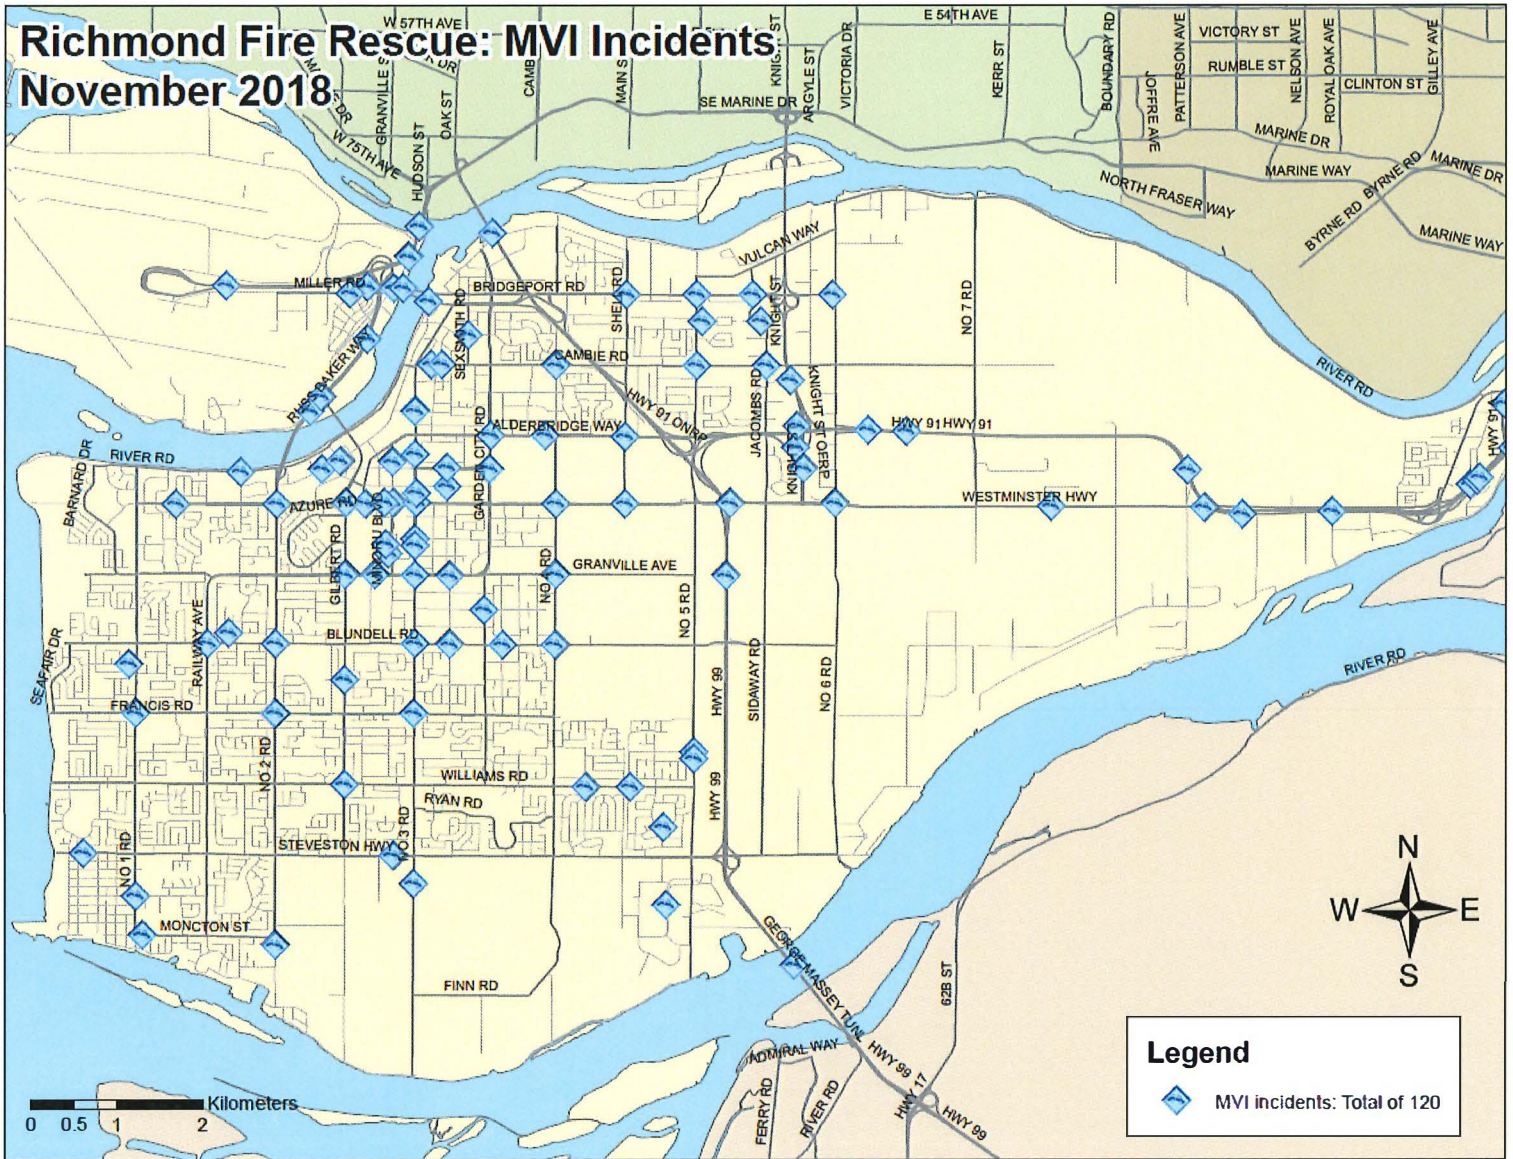 Richmond Fire Rescue: MVI Incidents
November 2018
W 57TH AVE
E 54TH AVE
VICTORY ST
RUMBLE ST
CLINTON ST
GRANVILLE S
OAK ST
CAMB
MAIN S
KNIGHT ST
ARGYLE ST
VICTORIA DR
KERR ST
BOUNDARY RD
JOFFRE AVE
PATTERSON AVE
NELSON AVE
ROYAL OAK AVE
GILLEY AVE
SE MARINE DR
W 75TH AVE
HUDSON ST
MARINE DR
MARINE WAY
BYRNE RD
BYRNE RD
MARINE DR
MARINE WAY
NORTH FRASER WAY
VULCAN WAY
MILLER RD
BRIDGEPORT RD
SHELL RD
KNIGHT ST
NO 7 RD
SEXSMITH RD
CAMBIE RD
RUSS BAKER WAY
RIVER RD
HWY 91 ONRP
JACOBMBS RD
KNIGHT ST OFRP
KNIGHT S
ALDERBRIDGE WAY
HWY 91
HWY 91
HWY 91A
GARDEN CITY RD
RIVER RD
BARNARD DR
AZURE RD
WESTMINSTER HWY
GILBERT RD
MINORU BLVD
NO 4 RD
GRANVILLE AVE
NO 5 RD
RAILWAY AVE
BLUNDELL RD
SEAFAIR DR
HWY 99
SIDAWAY RD
NO 6 RD
RIVER RD
FRANCIS RD
NO 2 RD
WILLIAMS RD
HWY 99
RYAN RD
NO 3 RD
NO 1 RD
STEVESTON HWY
MONCTON ST
FINN RD
GEORGE MASSEY TUNL
62B ST
N
W
E
S
ADMIRAL WAY
HWY 99
FERRY RD
RIVER RD
HWY 17
HWY 99
Legend
MVI incidents: Total of 120
Kilometers
0 0.5 1 2